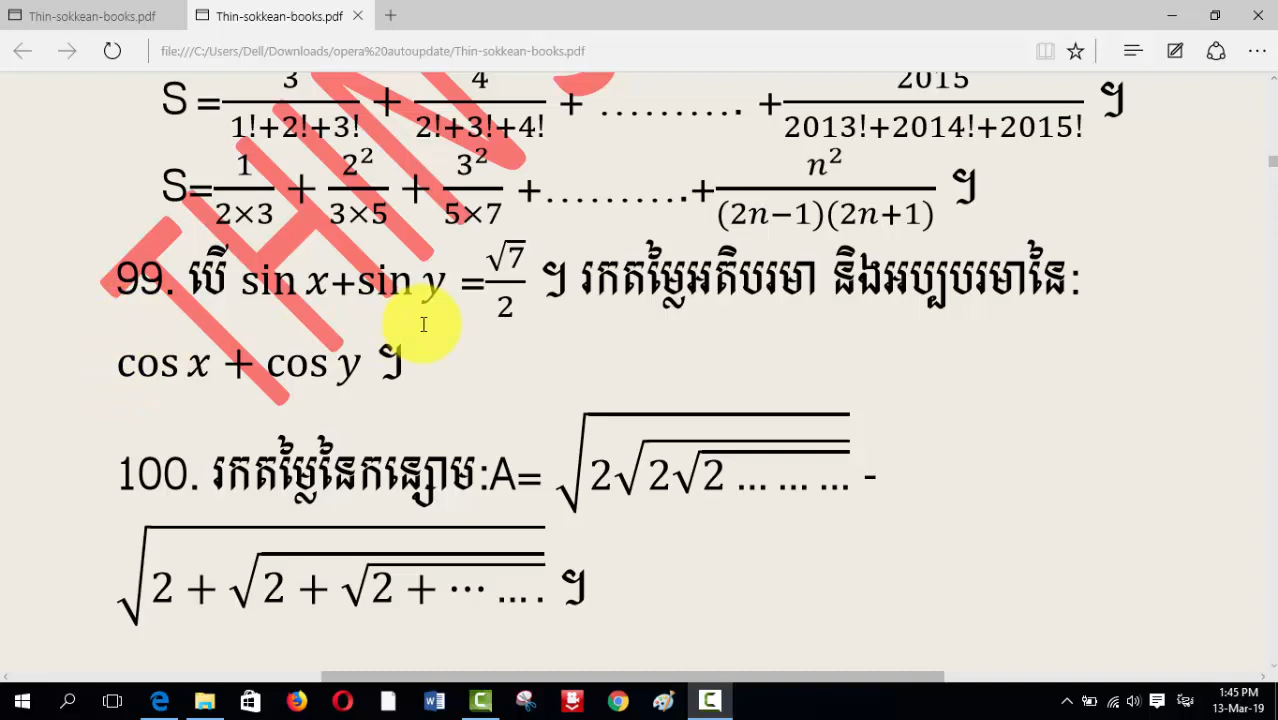 Thin-sokkean-books.pdf Thin-sokkean-books.pdf
file:///C:/Users/Dell/Downloads/opera%20autoupdate/Thin-sokkean-books.pdf
S = 3/(1!+2!+3!) + 4/(2!+3!+4!) + .......... + 2015/(2013!+2014!+2015!) ។
S= 1/(2×3) + 2²/(3×5) + 3²/(5×7) +..........+ n²/((2n−1)(2n+1)) ។
99. បើ sin x+sin y =√7/2 ។ រកតម្លៃអតិបរមា និងអប្បបរមានៃ:
cos x + cos y ។
100. រកតម្លៃនៃកន្សោម:A= √(2√(2√(2 ... ... ...))) -
√(2 + √(2 + √(2 + ⋯ ... .))) ។
THIN S
1:45 PM
13-Mar-19